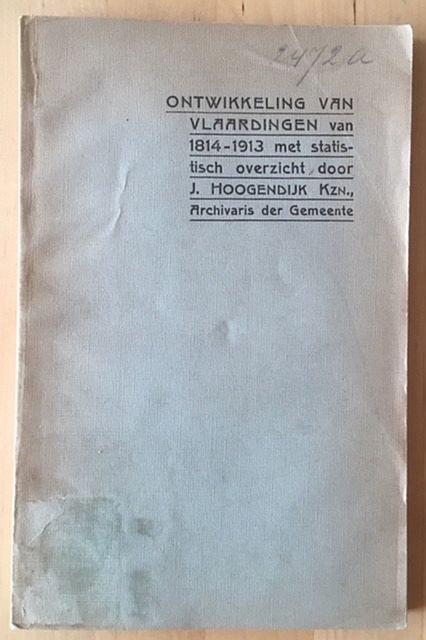 2472a
ONTWIKKELING VAN
VLAARDINGEN van
1814-1913 met statis-
tisch overzicht, door
J. HOOGENDIJK KZN.,
Archivaris der Gemeente